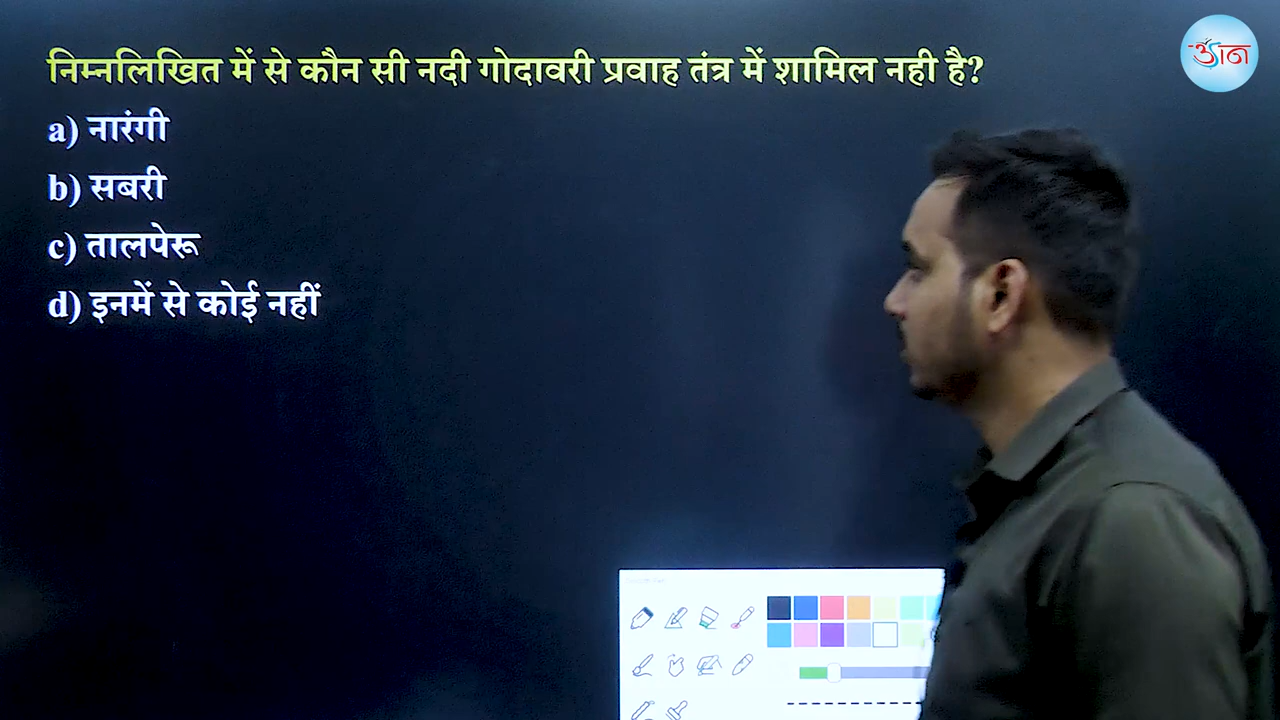 निम्नलिखित में से कौन सी नदी गोदावरी प्रवाह तंत्र में शामिल नही है?
a) नारंगी
b) सबरी
c) तालपेरू
d) इनमें से कोई नहीं